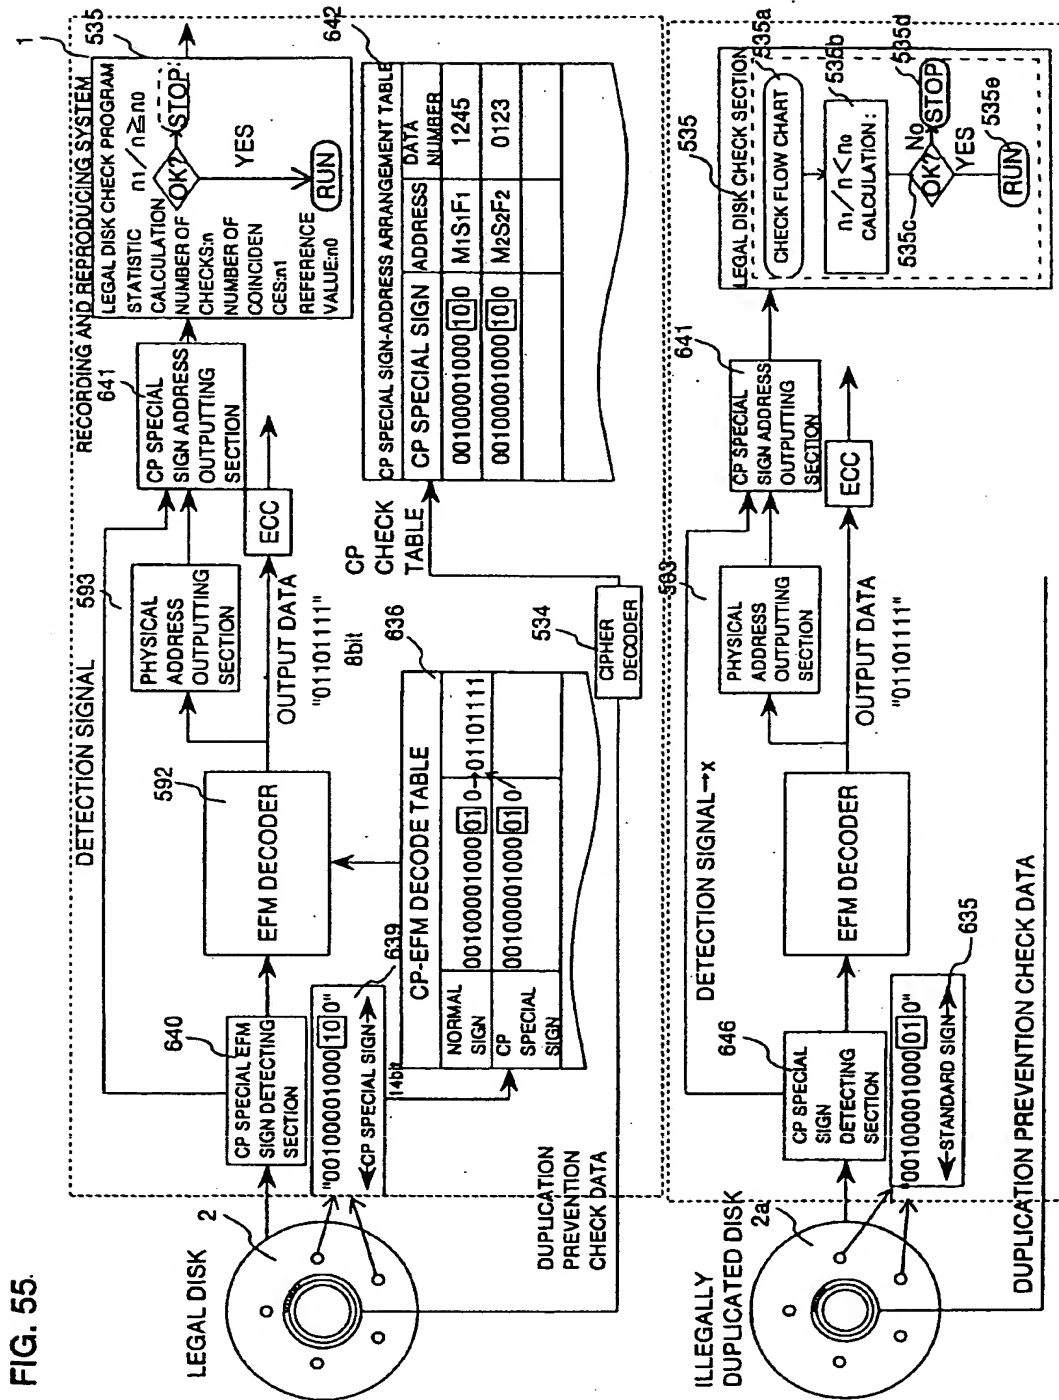 FIG. 55.
RECORDING AND REPRODUCING SYSTEM
1
535
LEGAL DISK CHECK PROGRAM
STATISTIC
CALCULATION
NUMBER OF
CHECKS:n
NUMBER OF
COINCIDEN
CES:n1
REFERENCE
VALUE:n0
n1/n≧n0
OK?
STOP
YES
RUN
641
CP SPECIAL
SIGN ADDRESS
OUTPUTTING
SECTION
ECC
DETECTION SIGNAL
593
PHYSICAL
ADDRESS
OUTPUTTING
SECTION
OUTPUT DATA
"01101111"
8bit
592
EFM DECODER
640
CP SPECIAL EFM
SIGN DETECTING
SECTION
"00100001000100"
CP SPECIAL SIGN
639
14bit
2
LEGAL DISK
CP-EFM DECODE TABLE
636
NORMAL
SIGN
00100001000010→01101111
CP
SPECIAL
SIGN
00100001000010
534
CIPHER
DECODER
CP
CHECK
TABLE
642
CP SPECIAL SIGN-ADDRESS ARRANGEMENT TABLE
CP SPECIAL SIGN ADDRESS DATA NUMBER
00100001000100 M1S1F1 1245
00100001000100 M2S2F2 0123
DUPLICATION
PREVENTION
CHECK DATA
LEGAL DISK CHECK SECTION
535
535a
CHECK FLOW CHART
535b
n1/n<n0
CALCULATION:
535c
OK?
No
STOP
535d
YES
RUN
535e
641
CP SPECIAL
SIGN ADDRESS
OUTPUTTING
SECTION
ECC
DETECTION SIGNAL→x
PHYSICAL
ADDRESS
OUTPUTTING
SECTION
OUTPUT DATA
"01101111"
EFM DECODER
646
CP SPECIAL
SIGN
DETECTING
SECTION
"00100001000010"
STANDARD SIGN
635
2a
ILLEGALLY
DUPLICATED DISK
DUPLICATION PREVENTION CHECK DATA